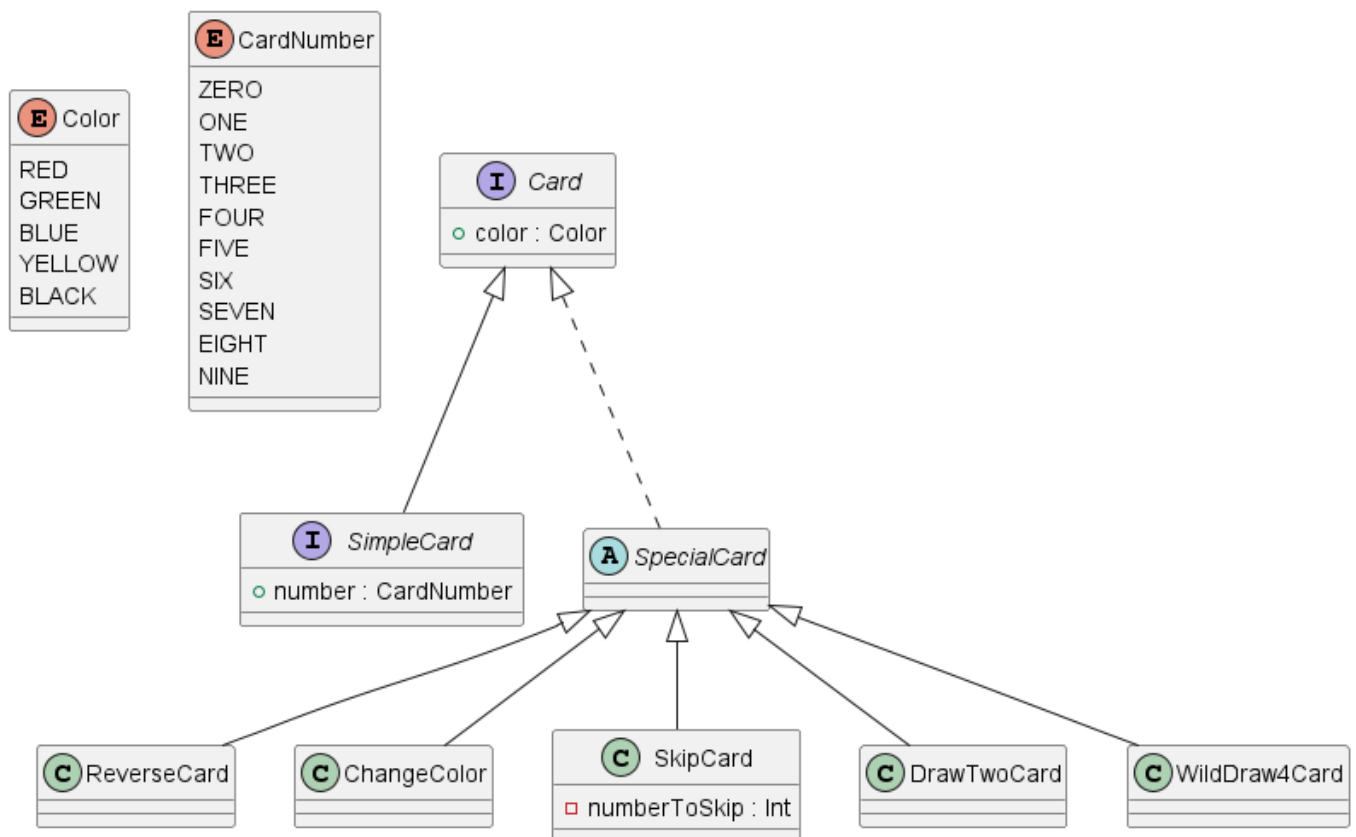 E Color
RED
GREEN
BLUE
YELLOW
BLACK
E CardNumber
ZERO
ONE
TWO
THREE
FOUR
FIVE
SIX
SEVEN
EIGHT
NINE
I Card
color : Color
I SimpleCard
number : CardNumber
A SpecialCard
C ReverseCard
C ChangeColor
C SkipCard
numberToSkip : Int
C DrawTwoCard
C WildDraw4Card